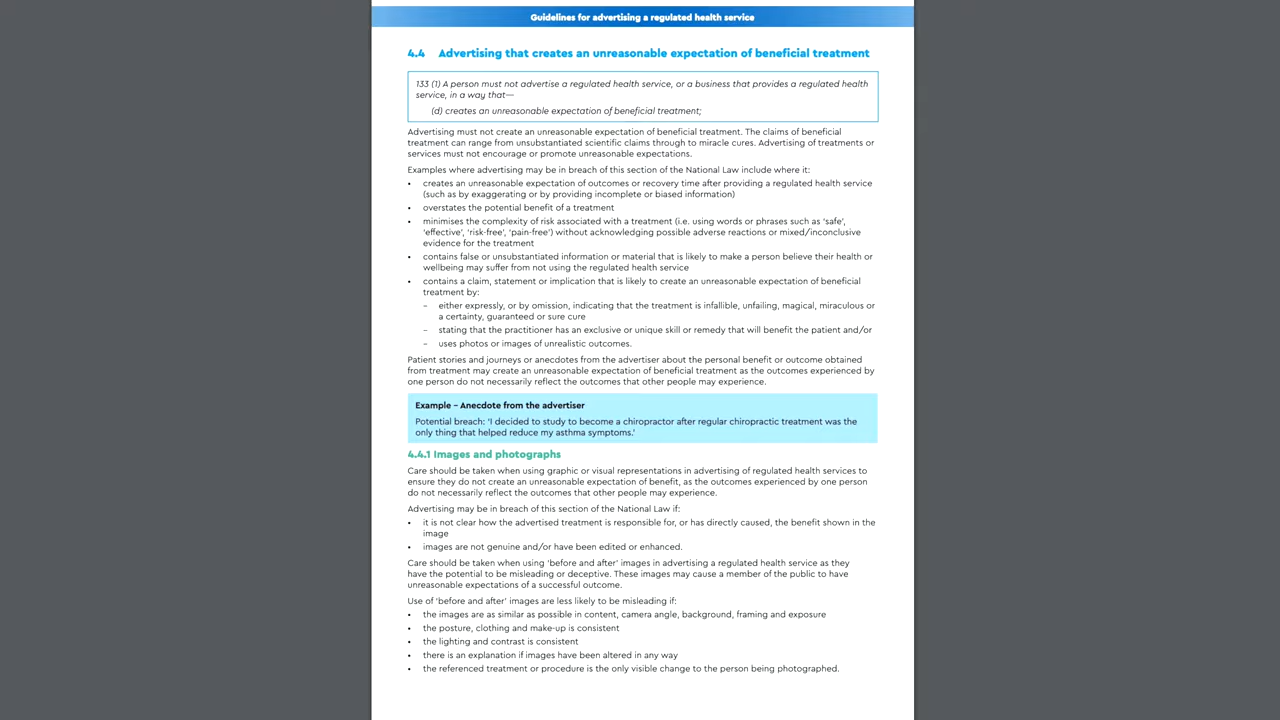 Guidelines for advertising a regulated health service
4.4 Advertising that creates an unreasonable expectation of beneficial treatment
133 (1) A person must not advertise a regulated health service, or a business that provides a regulated health
service, in a way that—
(d) creates an unreasonable expectation of beneficial treatment;
Advertising must not create an unreasonable expectation of beneficial treatment. The claims of beneficial
treatment can range from unsubstantiated scientific claims through to miracle cures. Advertising of treatments or
services must not encourage or promote unreasonable expectations.
Examples where advertising may be in breach of this section of the National Law include where it:
• creates an unreasonable expectation of outcomes or recovery time after providing a regulated health service
(such as by exaggerating or by providing incomplete or biased information)
• overstates the potential benefit of a treatment
• minimises the complexity of risk associated with a treatment (i.e. using words or phrases such as ‘safe’,
‘effective’, ‘risk-free’, ‘pain-free’) without acknowledging possible adverse reactions or mixed/inconclusive
evidence for the treatment
• contains false or unsubstantiated information or material that is likely to make a person believe their health or
wellbeing may suffer from not using the regulated health service
• contains a claim, statement or implication that is likely to create an unreasonable expectation of beneficial
treatment by:
– either expressly, or by omission, indicating that the treatment is infallible, unfailing, magical, miraculous or
a certainty, guaranteed or sure cure
– stating that the practitioner has an exclusive or unique skill or remedy that will benefit the patient and/or
– uses photos or images of unrealistic outcomes.
Patient stories and journeys or anecdotes from the advertiser about the personal benefit or outcome obtained
from treatment may create an unreasonable expectation of beneficial treatment as the outcomes experienced by
one person do not necessarily reflect the outcomes that other people may experience.
Example – Anecdote from the advertiser
Potential breach: ‘I decided to study to become a chiropractor after regular chiropractic treatment was the
only thing that helped reduce my asthma symptoms.’
4.4.1 Images and photographs
Care should be taken when using graphic or visual representations in advertising of regulated health services to
ensure they do not create an unreasonable expectation of benefit, as the outcomes experienced by one person
do not necessarily reflect the outcomes that other people may experience.
Advertising may be in breach of this section of the National Law if:
• it is not clear how the advertised treatment is responsible for, or has directly caused, the benefit shown in the
image
• images are not genuine and/or have been edited or enhanced.
Care should be taken when using ‘before and after’ images in advertising a regulated health service as they
have the potential to be misleading or deceptive. These images may cause a member of the public to have
unreasonable expectations of a successful outcome.
Use of ‘before and after’ images are less likely to be misleading if:
• the images are as similar as possible in content, camera angle, background, framing and exposure
• the posture, clothing and make-up is consistent
• the lighting and contrast is consistent
• there is an explanation if images have been altered in any way
• the referenced treatment or procedure is the only visible change to the person being photographed.